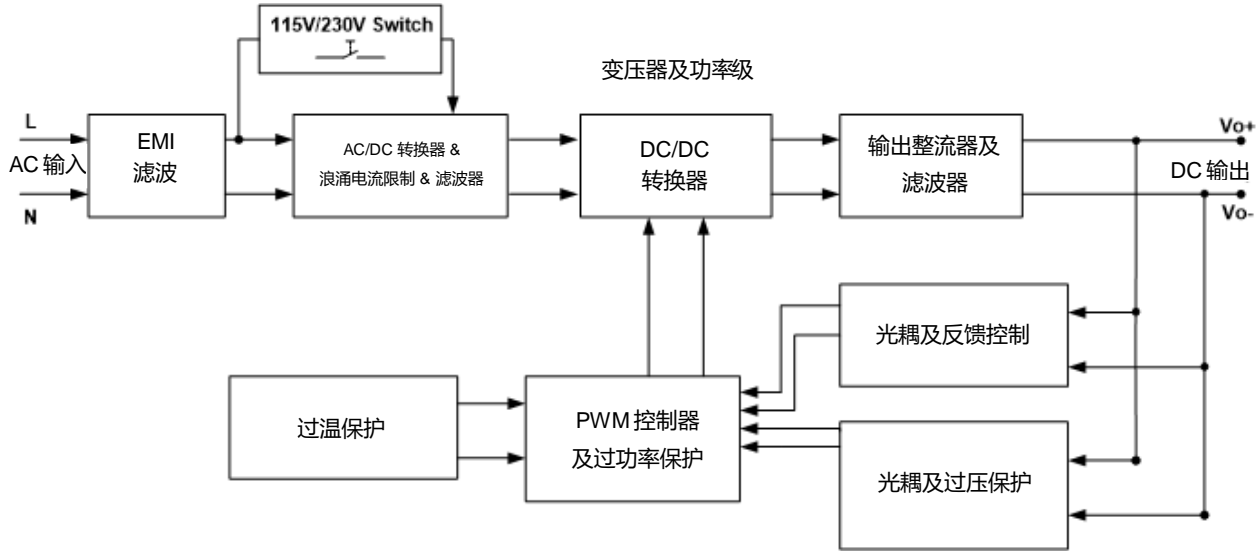 115V/230V Switch
变压器及功率级
L
AC 输入
N
EMI
滤波
AC/DC 转换器 &
浪涌电流限制 & 滤波器
DC/DC
转换器
输出整流器及
滤波器
Vo+
DC 输出
Vo-
光耦及反馈控制
过温保护
PWM 控制器
及过功率保护
光耦及过压保护